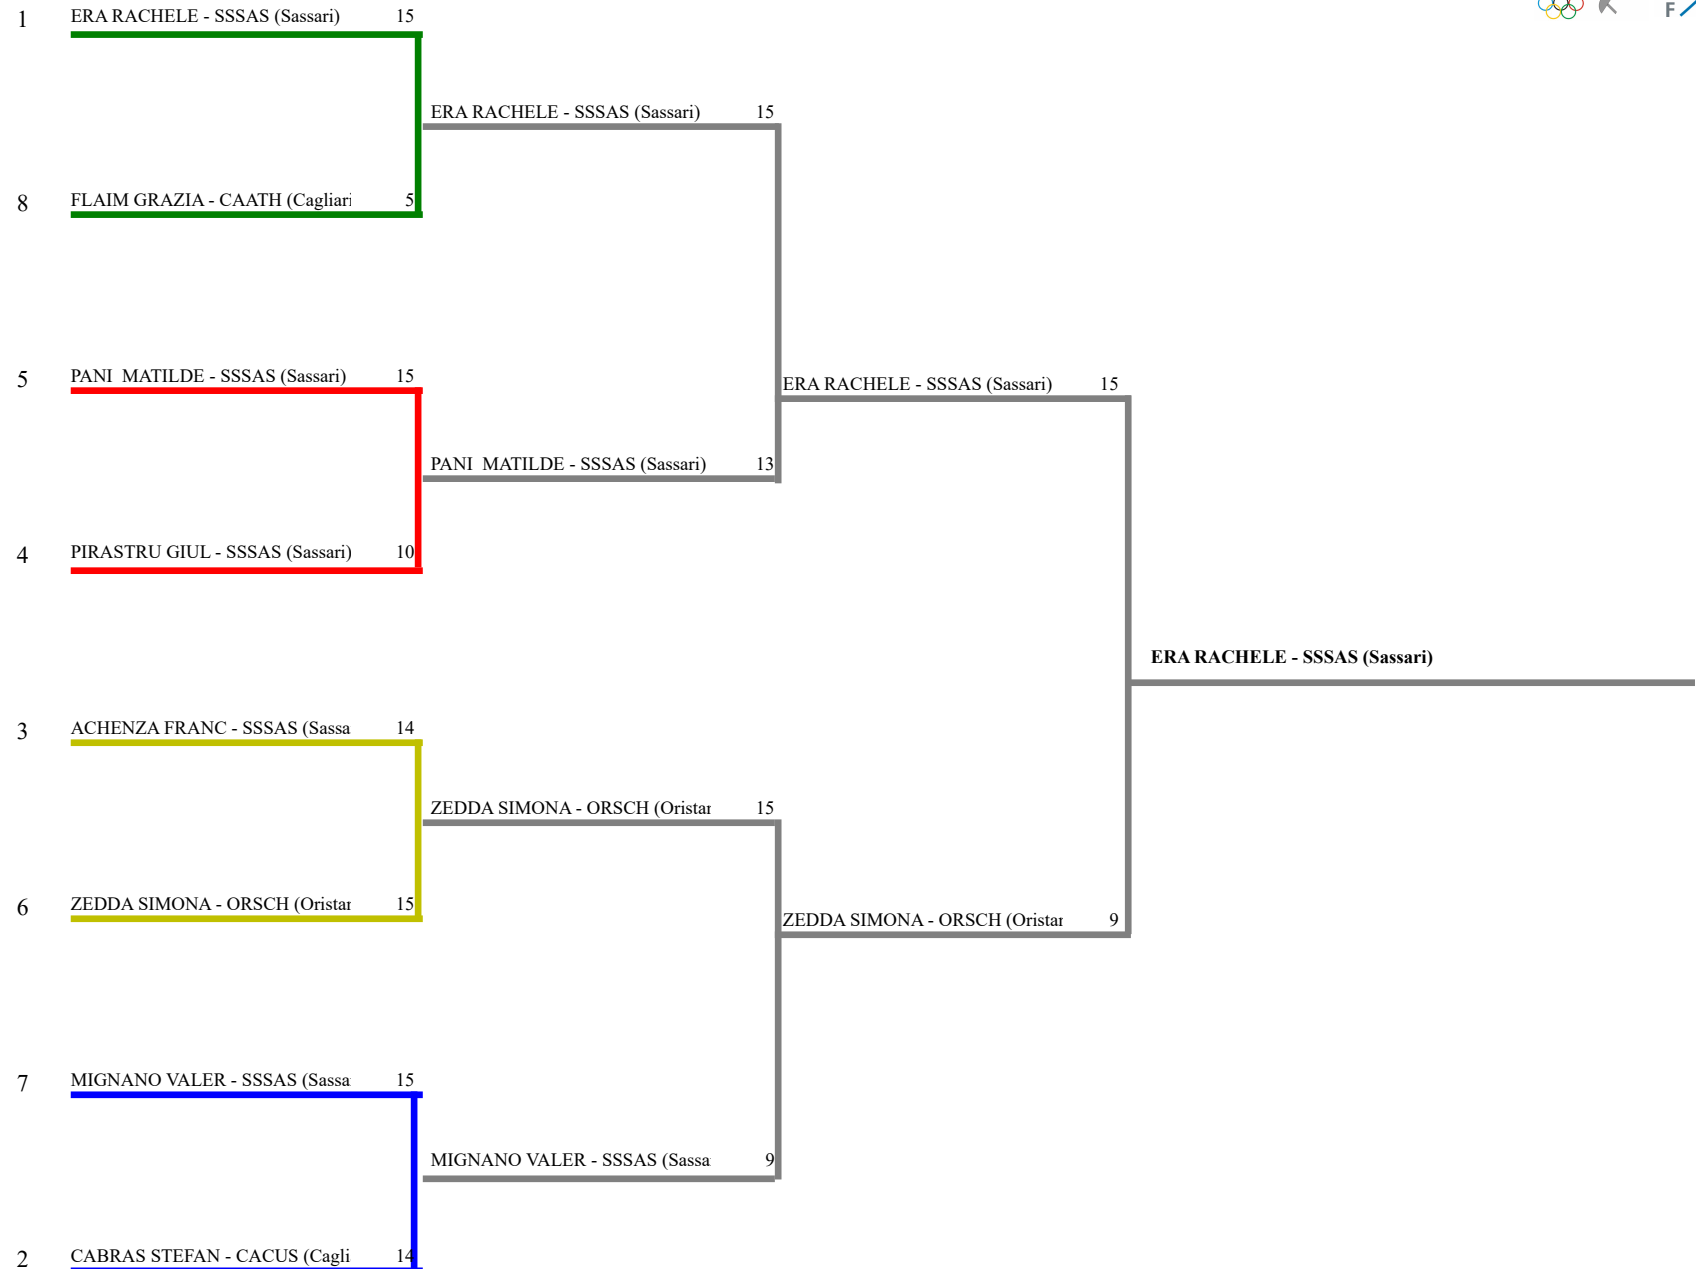 1 ERA RACHELE - SSSAS (Sassari) 15
F
ERA RACHELE - SSSAS (Sassari) 15
8 FLAIM GRAZIA - CAATH (Cagliari 5
5 PANI MATILDE - SSSAS (Sassari) 15
ERA RACHELE - SSSAS (Sassari) 15
PANI MATILDE - SSSAS (Sassari) 13
4 PIRASTRU GIUL - SSSAS (Sassari) 10
ERA RACHELE - SSSAS (Sassari)
3 ACHENZA FRANC - SSSAS (Sassa 14
ZEDDA SIMONA - ORSCH (Oristar 15
6 ZEDDA SIMONA - ORSCH (Oristar 15
ZEDDA SIMONA - ORSCH (Oristar 9
7 MIGNANO VALER - SSSAS (Sassa 15
MIGNANO VALER - SSSAS (Sassa 9
2 CABRAS STEFAN - CACUS (Cagli 14